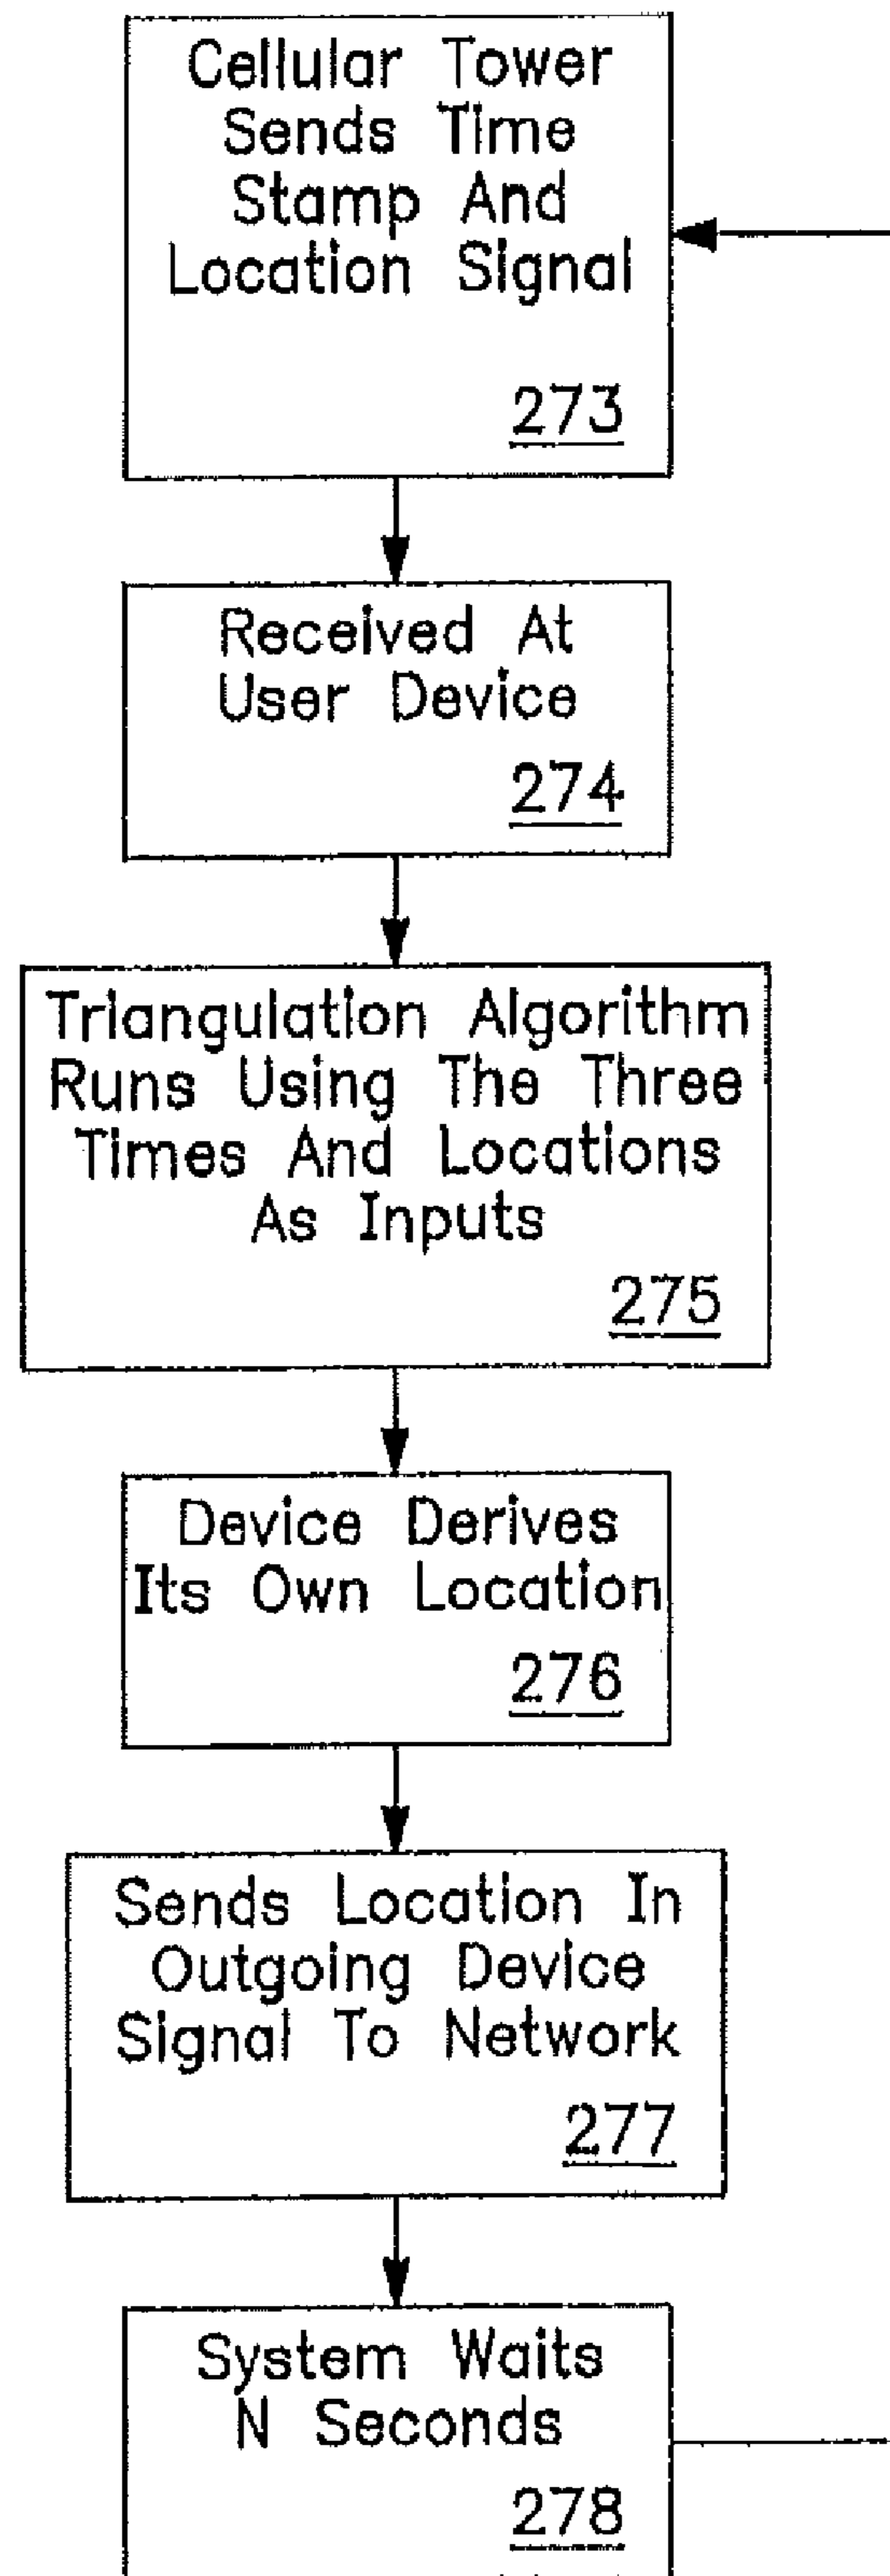 Cellular Tower
Sends Time
Stamp And
Location Signal
273
Received At
User Device
274
Triangulation Algorithm
Runs Using The Three
Times And Locations
As Inputs
275
Device Derives
Its Own Location
276
Sends Location In
Outgoing Device
Signal To Network
277
System Waits
N Seconds
278